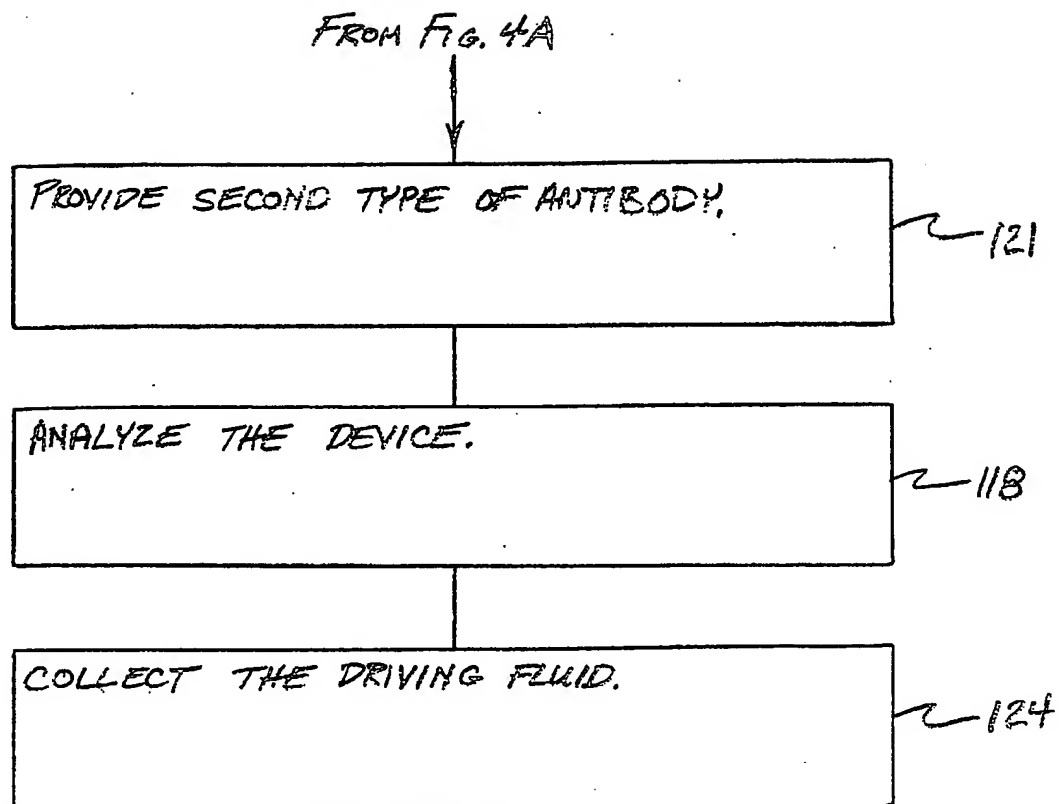 FROM FIG. 4A
PROVIDE SECOND TYPE OF ANTIBODY.
121
ANALYZE THE DEVICE.
118
COLLECT THE DRIVING FLUID.
124